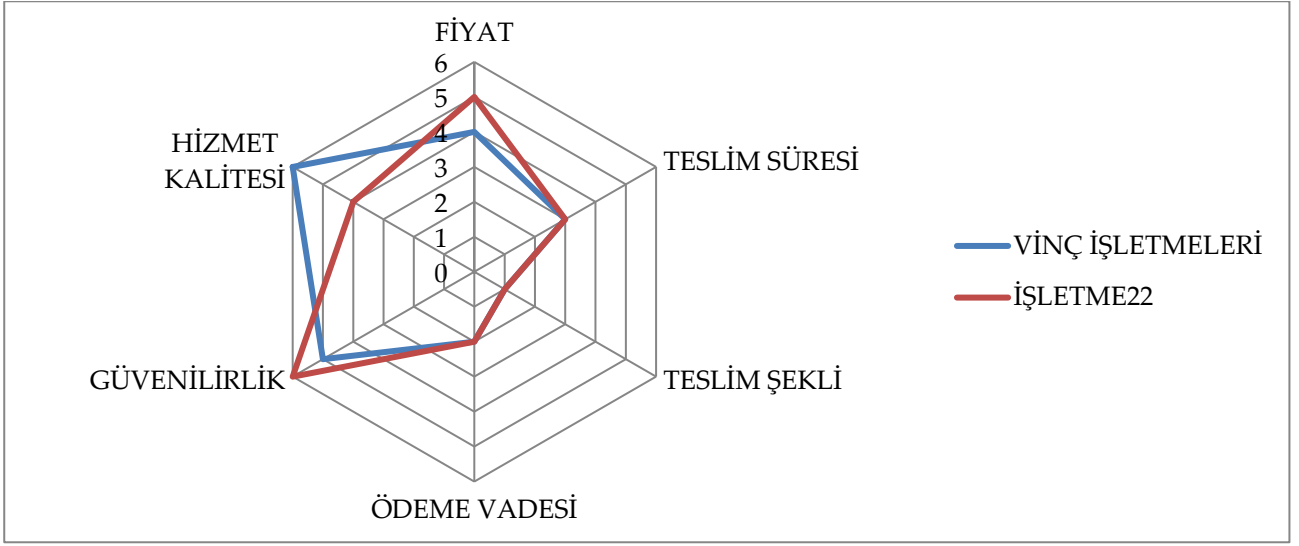 FİYAT
6
5
4
3
2
1
0
TESLİM SÜRESİ
TESLİM ŞEKLİ
ÖDEME VADESİ
GÜVENİLİRLİK
HİZMET
KALİTESİ
VİNÇ İŞLETMELERİ
İŞLETME22